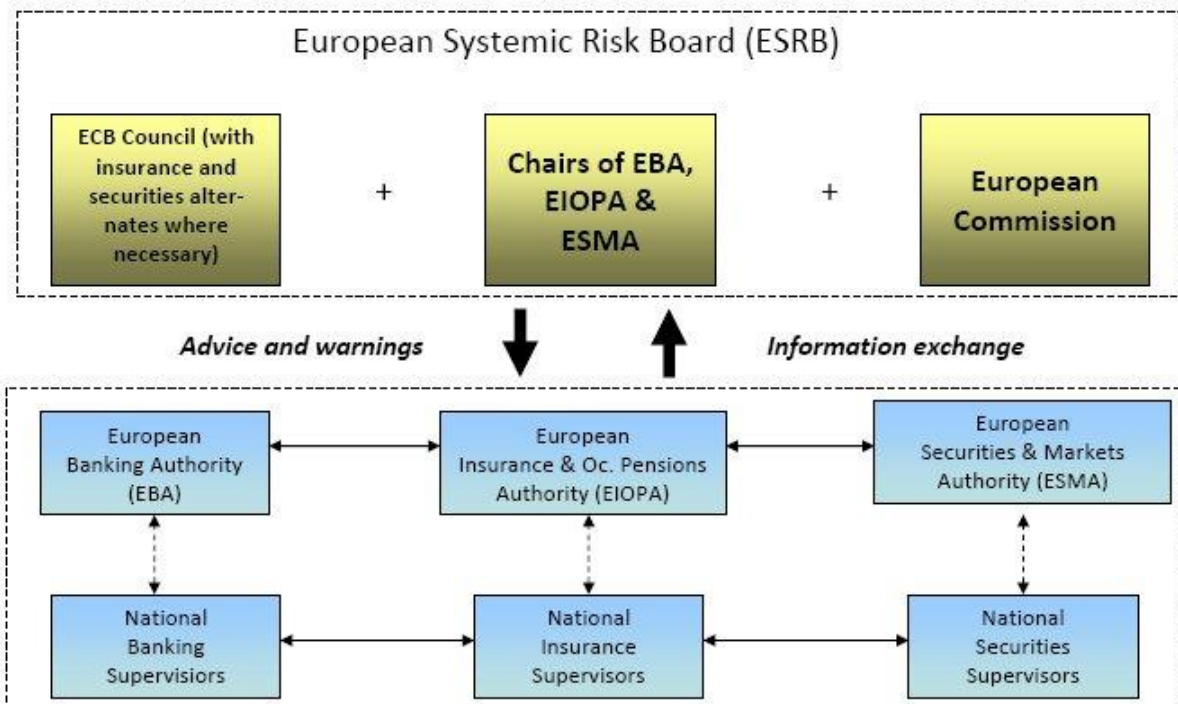 European Systemic Risk Board (ESRB)
ECB Council (with
insurance and
securities alter-
nates where
necessary)
+
Chairs of EBA,
EIOPA &
ESMA
+
European
Commission
Advice and warnings
Information exchange
European
Banking Authority
(EBA)
European
Insurance & Oc. Pensions
Authority (EIOPA)
European
Securities & Markets
Authority (ESMA)
National
Banking
Supervisiors
National
Insurance
Supervisors
National
Securities
Supervisors